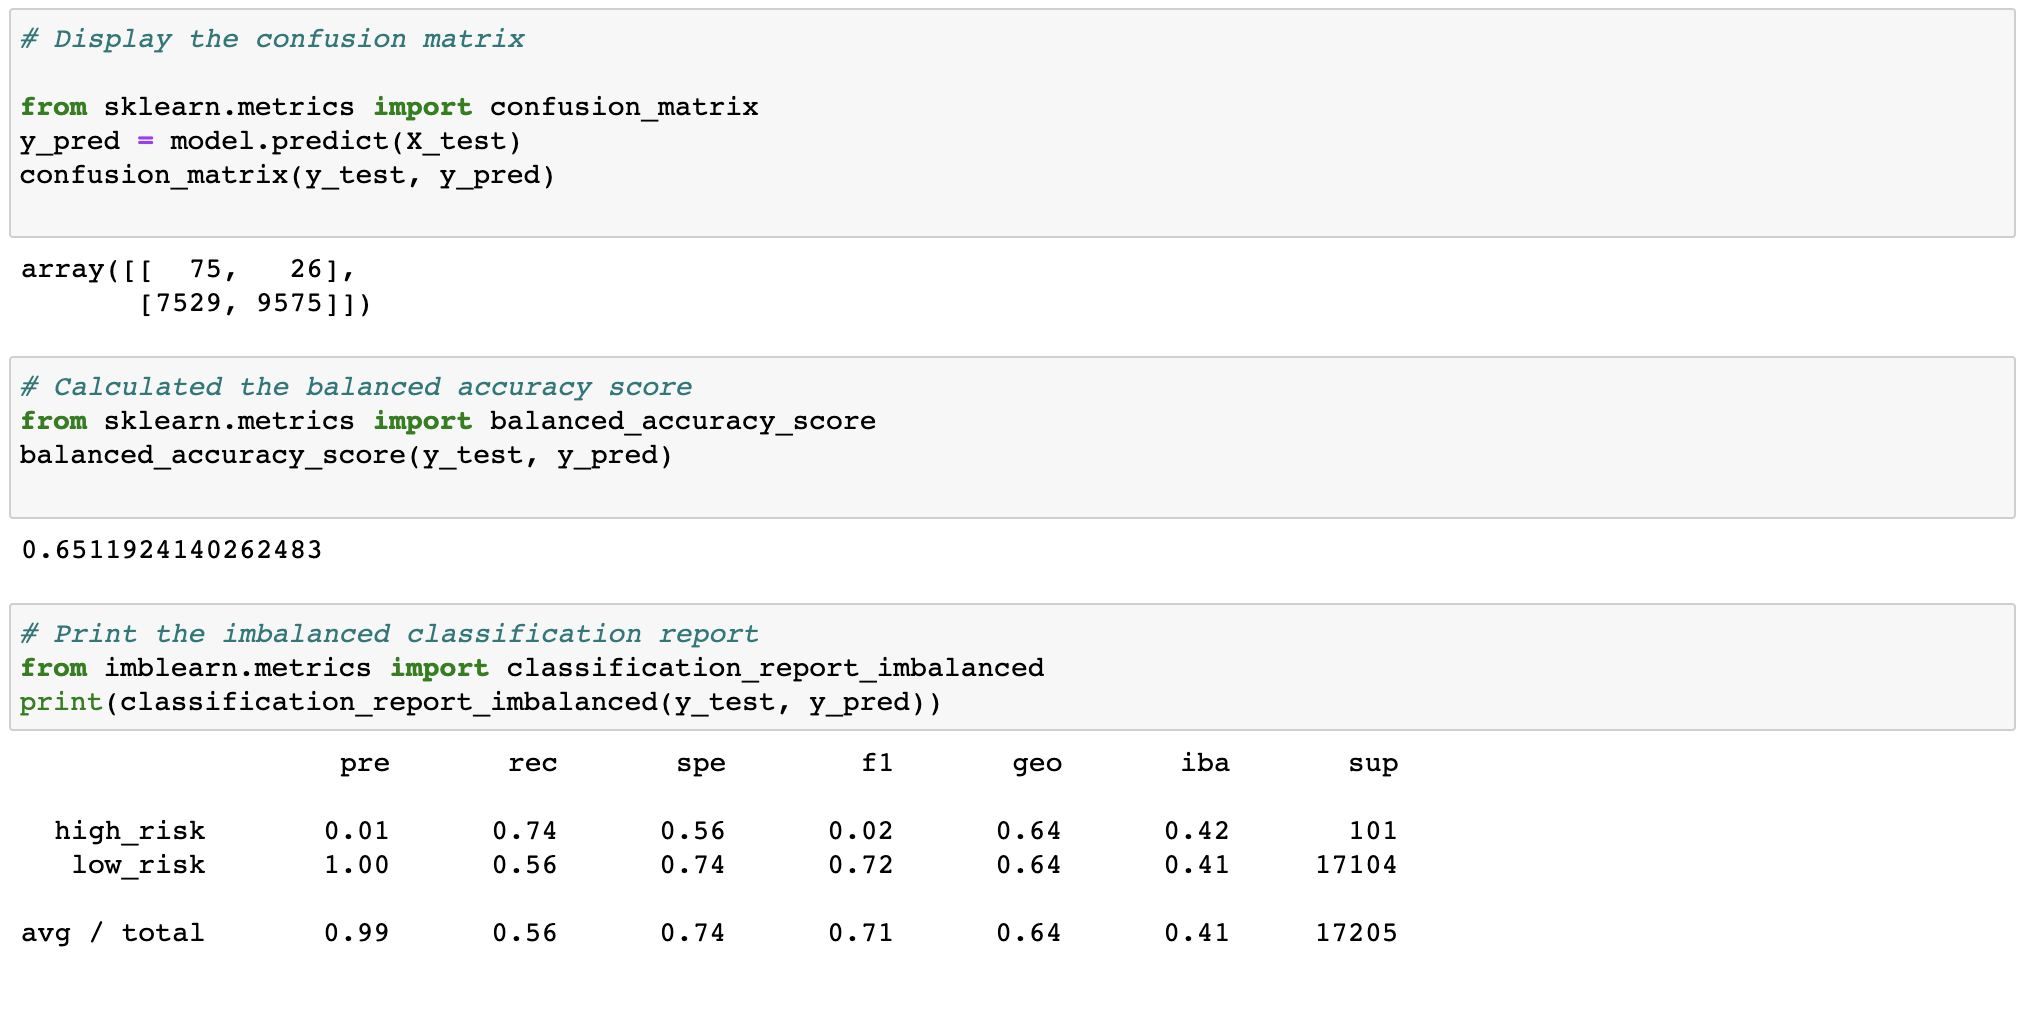 # Display the confusion matrix
from sklearn.metrics import confusion_matrix
y_pred = model.predict(X_test)
confusion_matrix(y_test, y_pred)
array([[  75,   26],
       [7529, 9575]])
# Calculated the balanced accuracy score
from sklearn.metrics import balanced_accuracy_score
balanced_accuracy_score(y_test, y_pred)
0.6511924140262483
# Print the imbalanced classification report
from imblearn.metrics import classification_report_imbalanced
print(classification_report_imbalanced(y_test, y_pred))
                   pre       rec       spe        f1       geo       iba       sup
  high_risk       0.01      0.74      0.56      0.02      0.64      0.42       101
   low_risk       1.00      0.56      0.74      0.72      0.64      0.41     17104
avg / total       0.99      0.56      0.74      0.71      0.64      0.41     17205